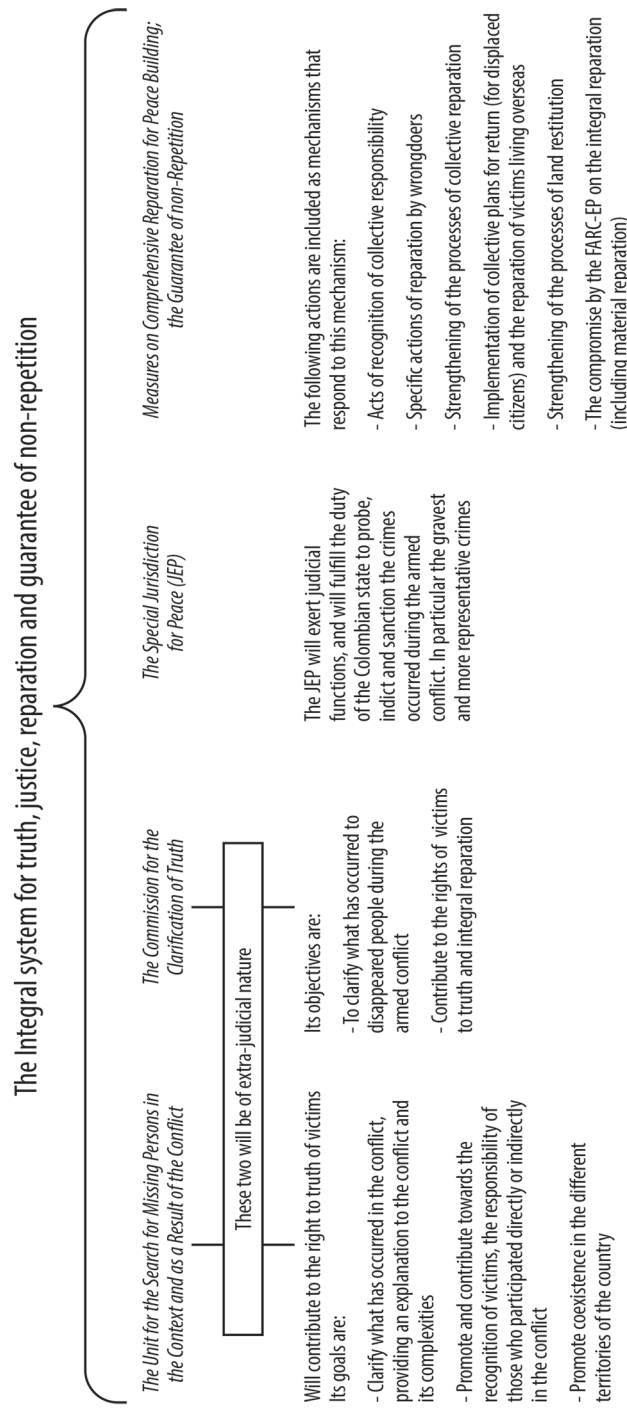 The Integral system for truth, justice, reparation and guarantee of non-repetition
The Unit for the Search for Missing Persons in
the Context and as a Result of the Conflict
The Commission for the
Clarification of Truth
These two will be of extra-judicial nature
The Special Jurisdiction
for Peace (JEP)
Measures on Comprehensive Reparation for Peace Building;
the Guarantee of non-Repetition
Will contribute to the right to truth of victims
Its goals are:
- Clarify what has occurred in the conflict,
providing an explanation to the conflict and
its complexities
- Promote and contribute towards the
recognition of victims, the responsibility of
those who participated directly or indirectly
in the conflict
- Promote coexistence in the different
territories of the country
Its objectives are:
- To clarify what has occurred to
disappeared people during the
armed conflict
- Contribute to the rights of victims
to truth and integral reparation
The JEP will exert judicial
functions, and will fulfill the duty
of the Colombian state to probe,
indict and sanction the crimes
occurred during the armed
conflict. In particular the gravest
and more representative crimes
The following actions are included as mechanisms that
respond to this mechanism:
- Acts of recognition of collective responsibility
- Specific actions of reparation by wrongdoers
- Strengthening of the processes of collective reparation
- Implementation of collective plans for return (for displaced
citizens) and the reparation of victims living overseas
- Strengthening of the processes of land restitution
- The compromise by the FARC-EP on the integral reparation
(including material reparation)